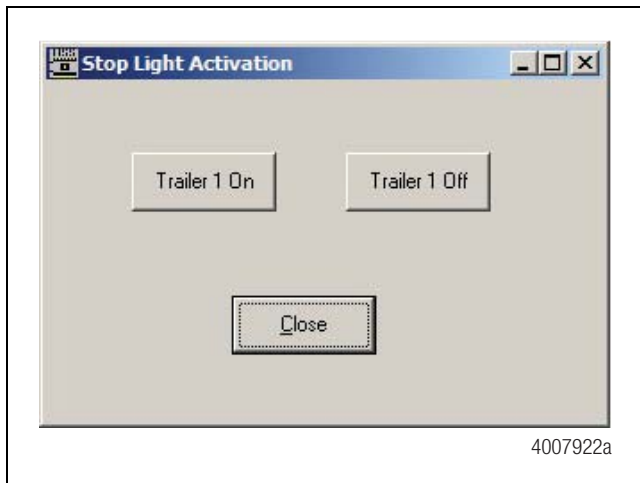 Stop Light Activation
Trailer 1 On Trailer 1 Off
Close
4007922a